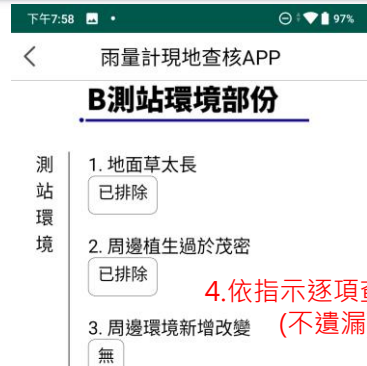 下午7:58 97%
雨量計現地查核APP
B測站環境部份
測站環境
1. 地面草太長
已排除
2. 周邊植生過於茂密
已排除
4.依指示逐項
3. 周邊環境新增改變
(不遺漏
無